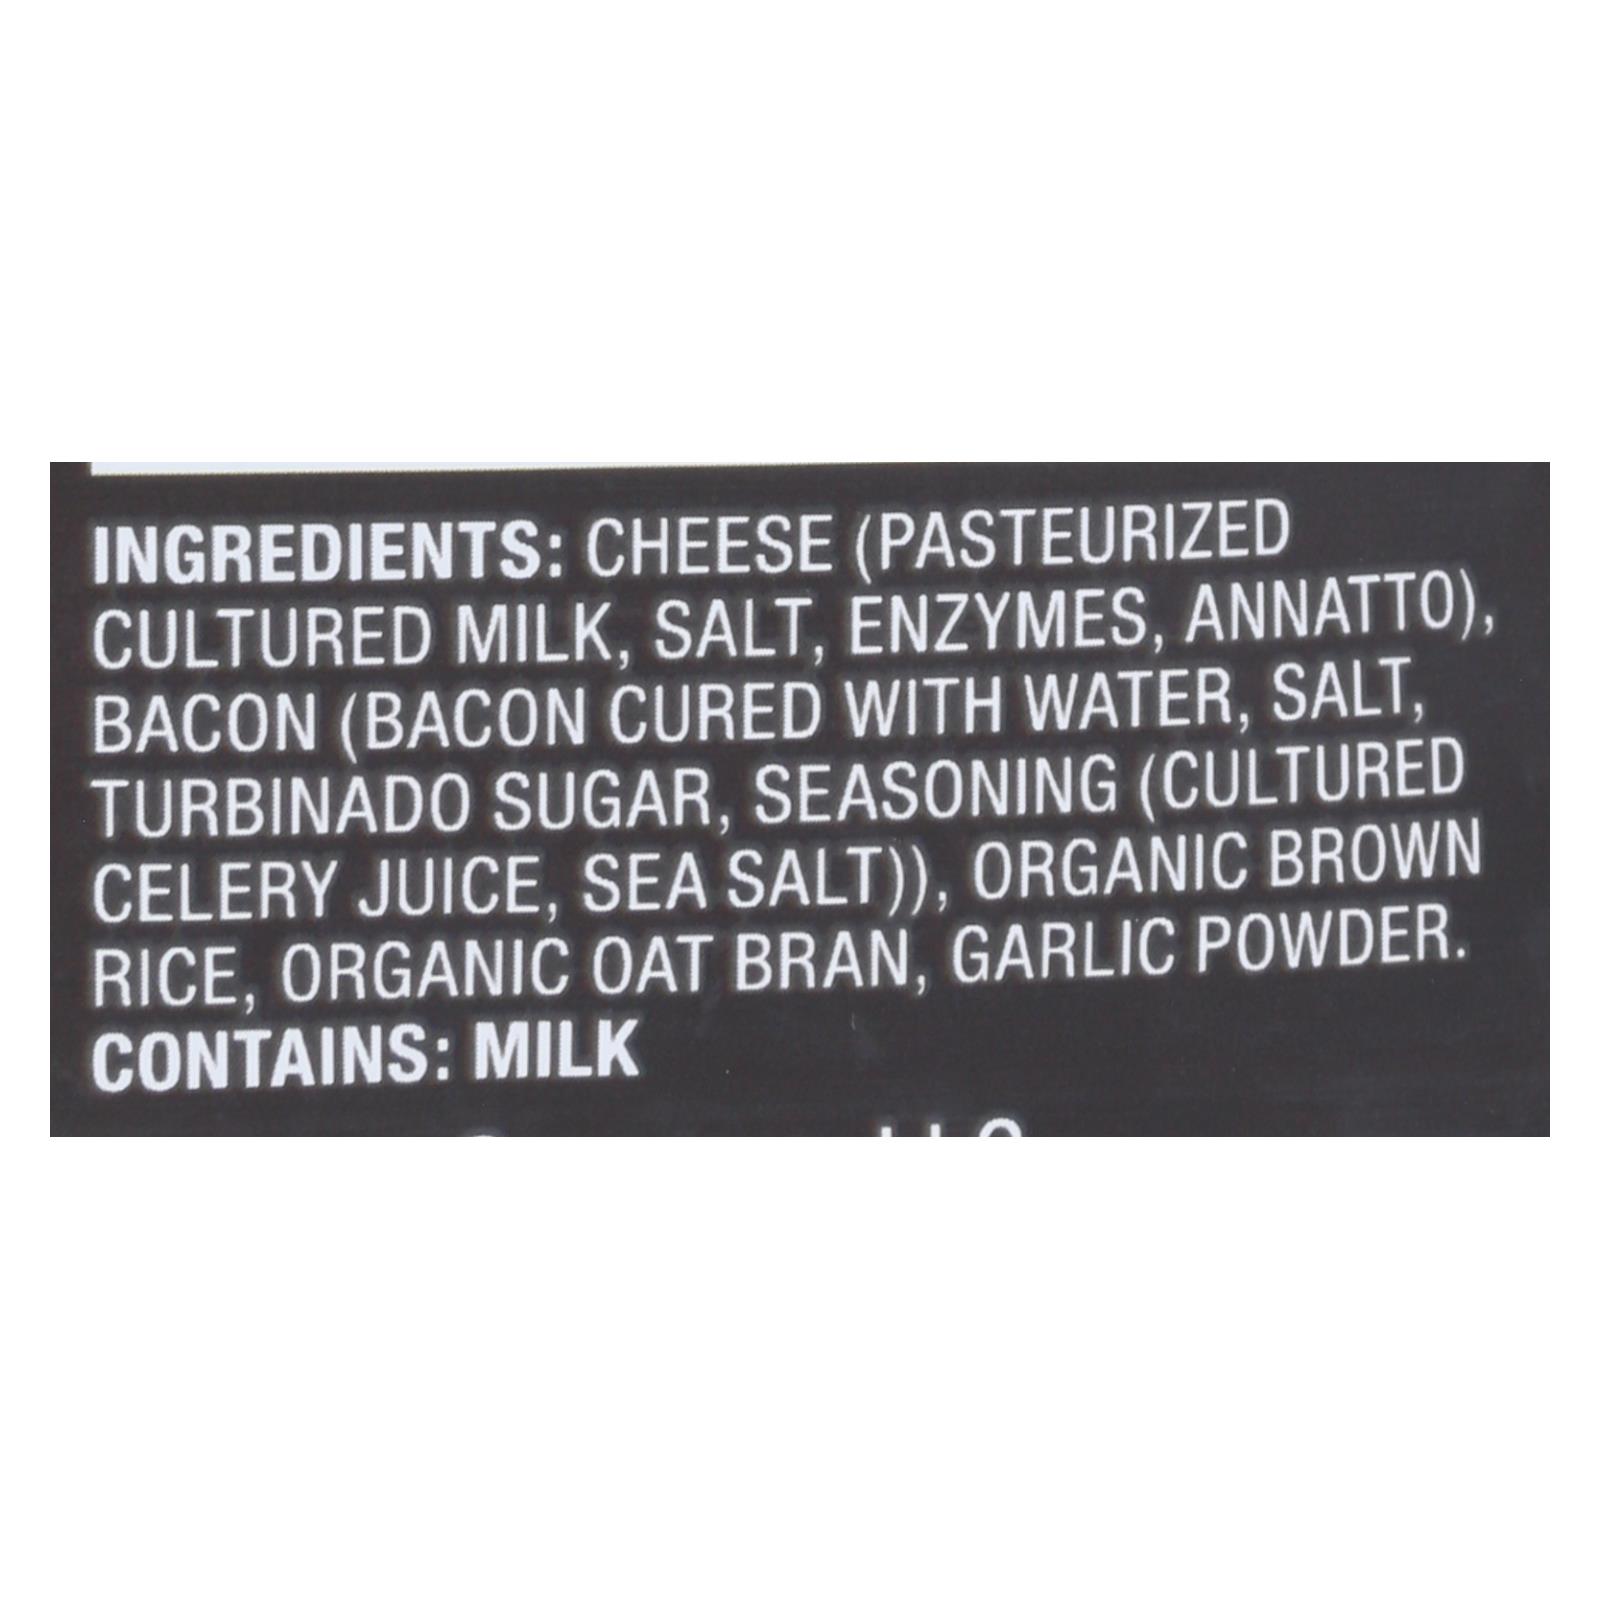 INGREDIENTS: CHEESE (PASTEURIZED
CULTURED MILK, SALT, ENZYMES, ANNATTO),
BACON (BACON CURED WITH WATER, SALT,
TURBINADO SUGAR, SEASONING (CULTURED
CELERY JUICE, SEA SALT)), ORGANIC BROWN
RICE, ORGANIC OAT BRAN, GARLIC POWDER.
CONTAINS: MILK